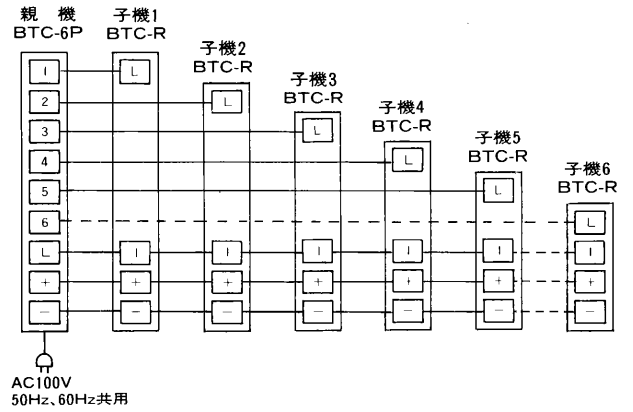 親 機
BTC-6P
子機1
BTC-R
子機2
BTC-R
子機3
BTC-R
子機4
BTC-R
子機5
BTC-R
子機6
BTC-R
1 L
2 L
3 L
4 L
5 L
6 L
L 1 1 1 1 1 1
+ + + + + + +
− − − − − − −
AC100V
50Hz、60Hz共用